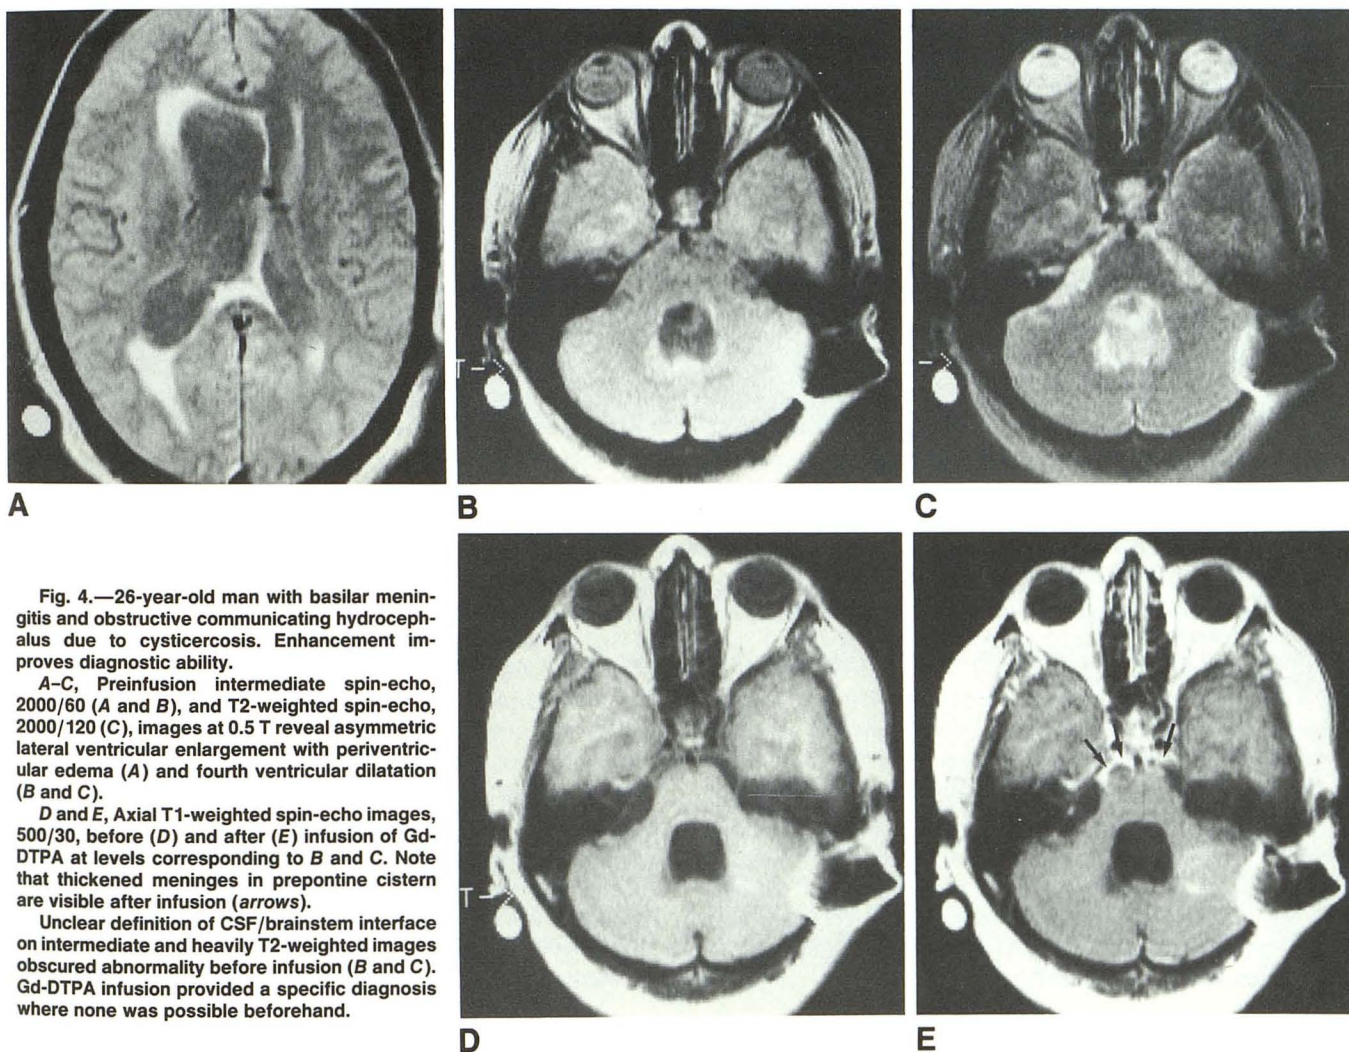 A
B
C
T
Fig. 4.—26-year-old man with basilar menin-
gitis and obstructive communicating hydroceph-
alus due to cysticercosis. Enhancement im-
proves diagnostic ability.
A–C, Preinfusion intermediate spin-echo,
2000/60 (A and B), and T2-weighted spin-echo,
2000/120 (C), images at 0.5 T reveal asymmetric
lateral ventricular enlargement with periventric-
ular edema (A) and fourth ventricular dilatation
(B and C).
D and E, Axial T1-weighted spin-echo images,
500/30, before (D) and after (E) infusion of Gd-
DTPA at levels corresponding to B and C. Note
that thickened meninges in prepontine cistern
are visible after infusion (arrows).
Unclear definition of CSF/brainstem interface
on intermediate and heavily T2-weighted images
obscured abnormality before infusion (B and C).
Gd-DTPA infusion provided a specific diagnosis
where none was possible beforehand.
T
D
E